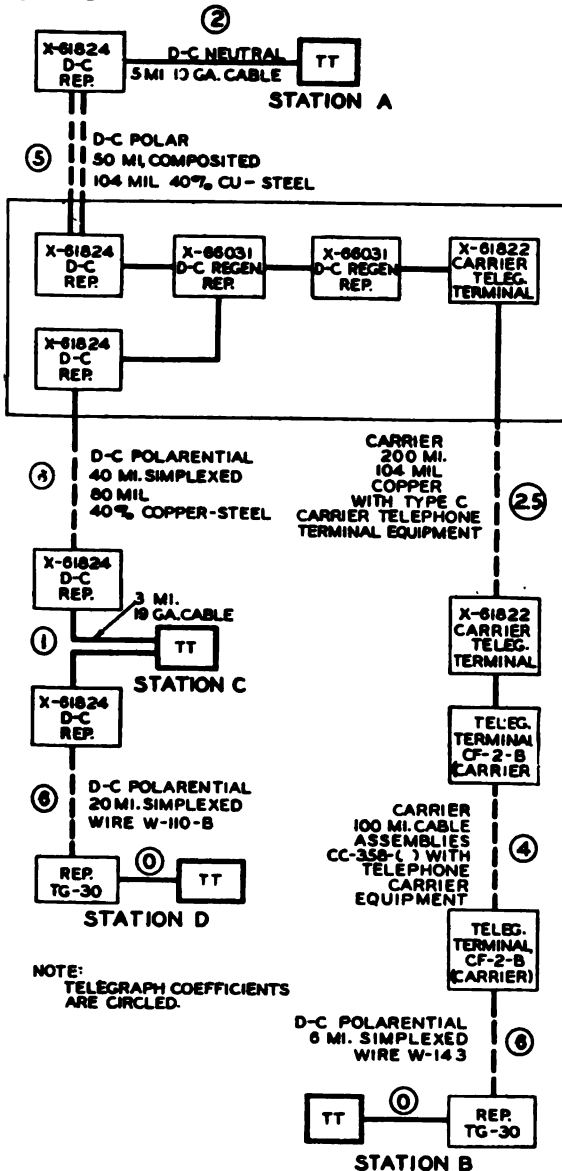 2
X-61824
D-C
REP.
D-C NEUTRAL
5 MI 19 GA. CABLE
TT
STATION A
5
D-C POLAR
50 MI, COMPOSITED
104 MIL 40% CU-STEEL
X-61824
D-C
REP.
X-66031
D-C REGEN.
REP.
X-66031
D-C REGEN.
REP.
X-61822
CARRIER
TELEG.
TERMINAL
X-61824
D-C
REP.
D-C POLARENTIAL
40 MI. SIMPLEXED
80 MIL
40% COPPER-STEEL
CARRIER
200 MI.
104 MIL
COPPER
WITH TYPE C
CARRIER TELEPHONE
TERMINAL EQUIPMENT
25
X-61824
D-C
REP.
3 MI.
19 GA. CABLE
1
TT
STATION C
X-61824
D-C
REP.
X-61822
CARRIER
TELEG.
TERMINAL
TELEG.
TERMINAL
CF-2-B
(CARRIER
6
D-C POLARENTIAL
20 MI. SIMPLEXED
WIRE W-110-B
CARRIER
100 MI. CABLE
ASSEMBLIES
CC-358-( ) WITH
TELEPHONE
CARRIER
EQUIPMENT
4
REP.
TG-30
0
TT
STATION D
TELEG.
TERMINAL
CF-2-B
(CARRIER)
NOTE:
TELEGRAPH COEFFICIENTS
ARE CIRCLED.
D-C POLARENTIAL
6 MI. SIMPLEXED
WIRE W-143
6
TT
0
REP.
TG-30
STATION B